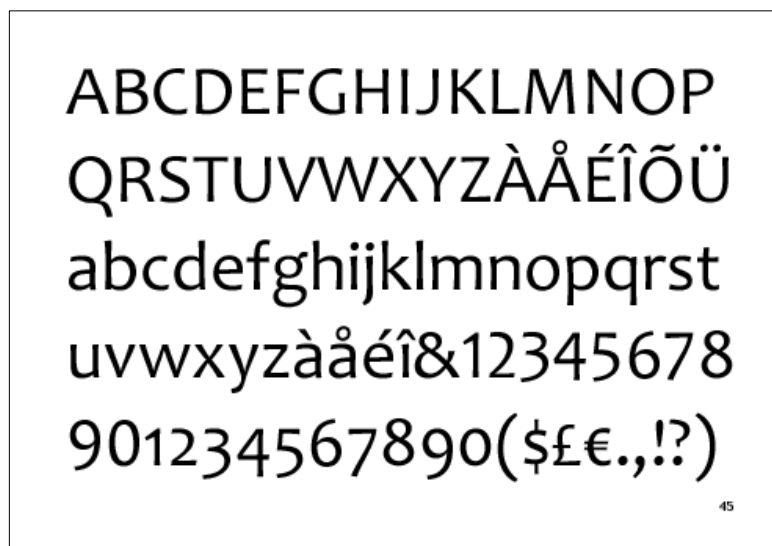 ABCDEFGHIJKLMNOP
QRSTUVWXYZÀÅÉÎÕÜ
abcdefghijklmnopqrst
uvwxyzàåéî&12345678
901234567890($£€.,!?)
45